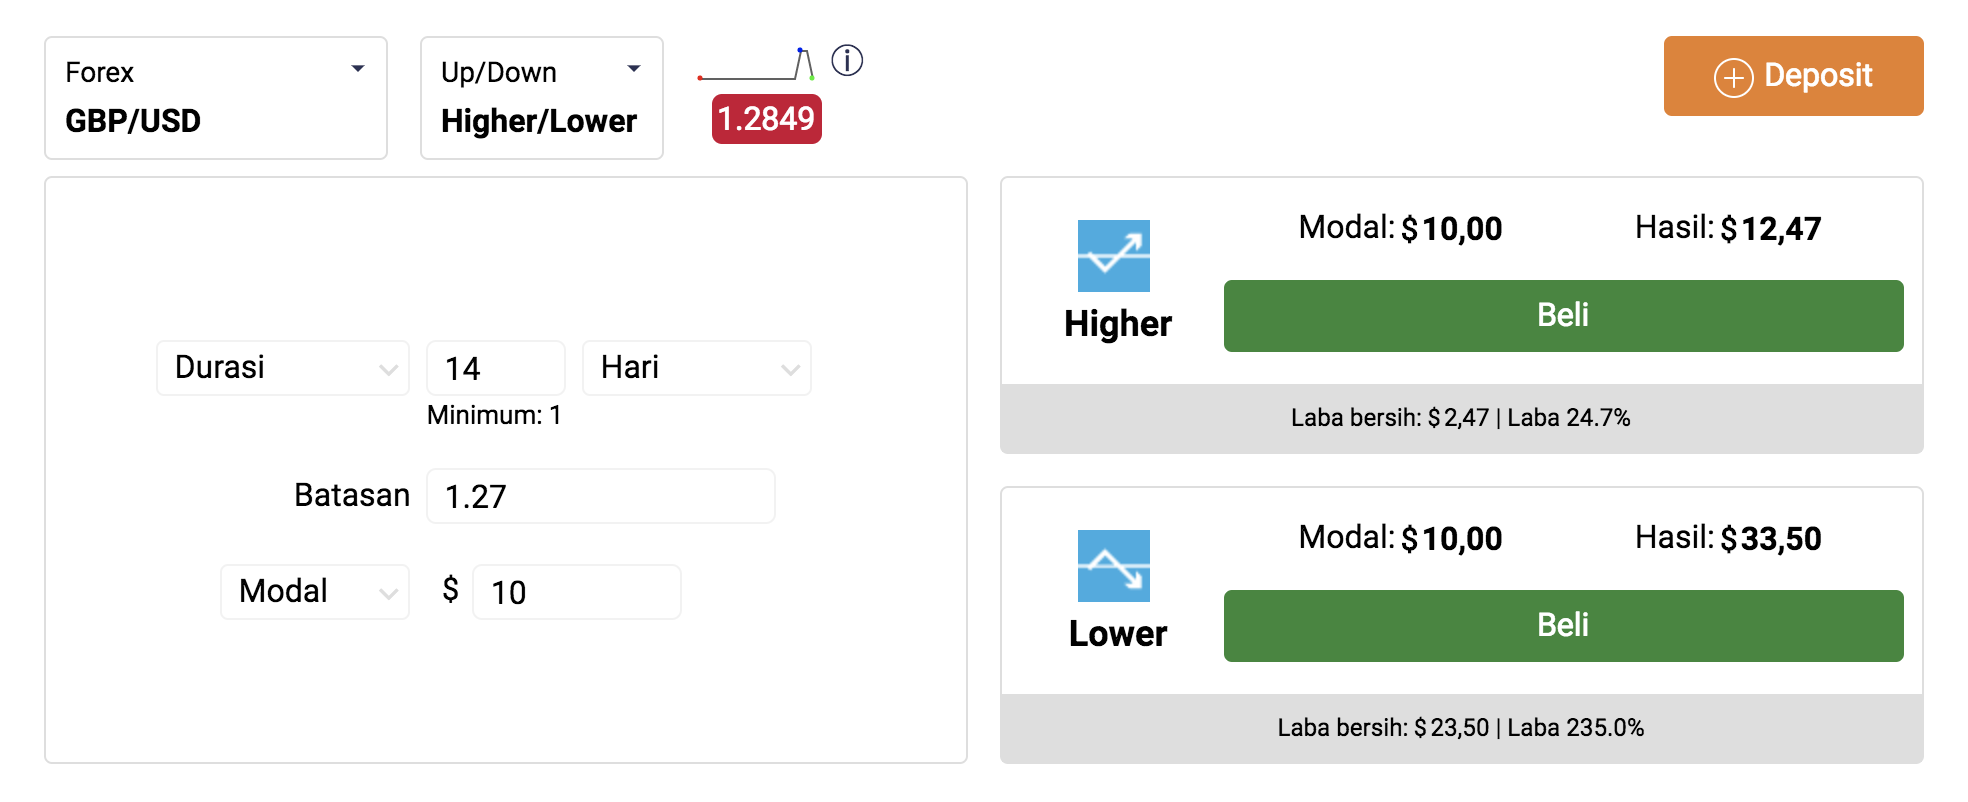 Forex
GBP/USD
Up/Down
Higher/Lower
1.2849
Deposit
Durasi 14 Hari
Minimum: 1
Batasan 1.27
Modal $ 10
Modal: $ 10,00 Hasil: $ 12,47
Higher
Beli
Laba bersih: $ 2,47 | Laba 24.7%
Modal: $ 10,00 Hasil: $ 33,50
Lower
Beli
Laba bersih: $ 23,50 | Laba 235.0%